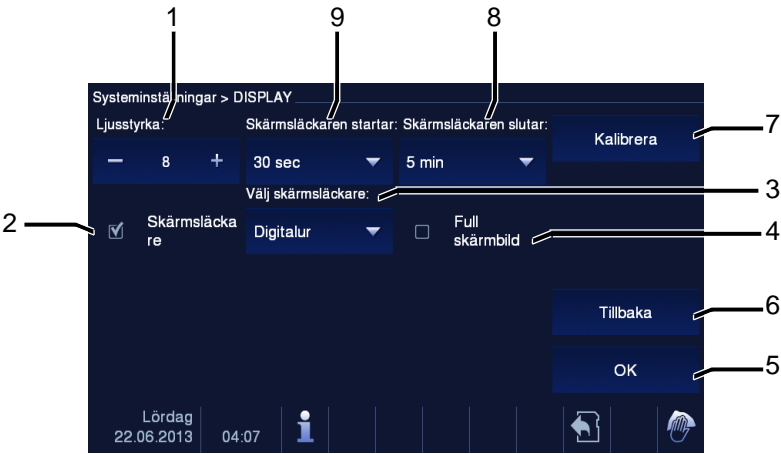 1
9
8
Systeminställningar > DISPLAY
Ljusstyrka:
Skärmsläckaren startar:
Skärmsläckaren slutar:
Kalibrera
7
− 8 +
30 sec
5 min
Välj skärmsläckare:
3
2
Skärmsläcka
re
Digitalur
Full
skärmbild
4
Tillbaka
6
OK
5
Lördag
22.06.2013
04:07
i